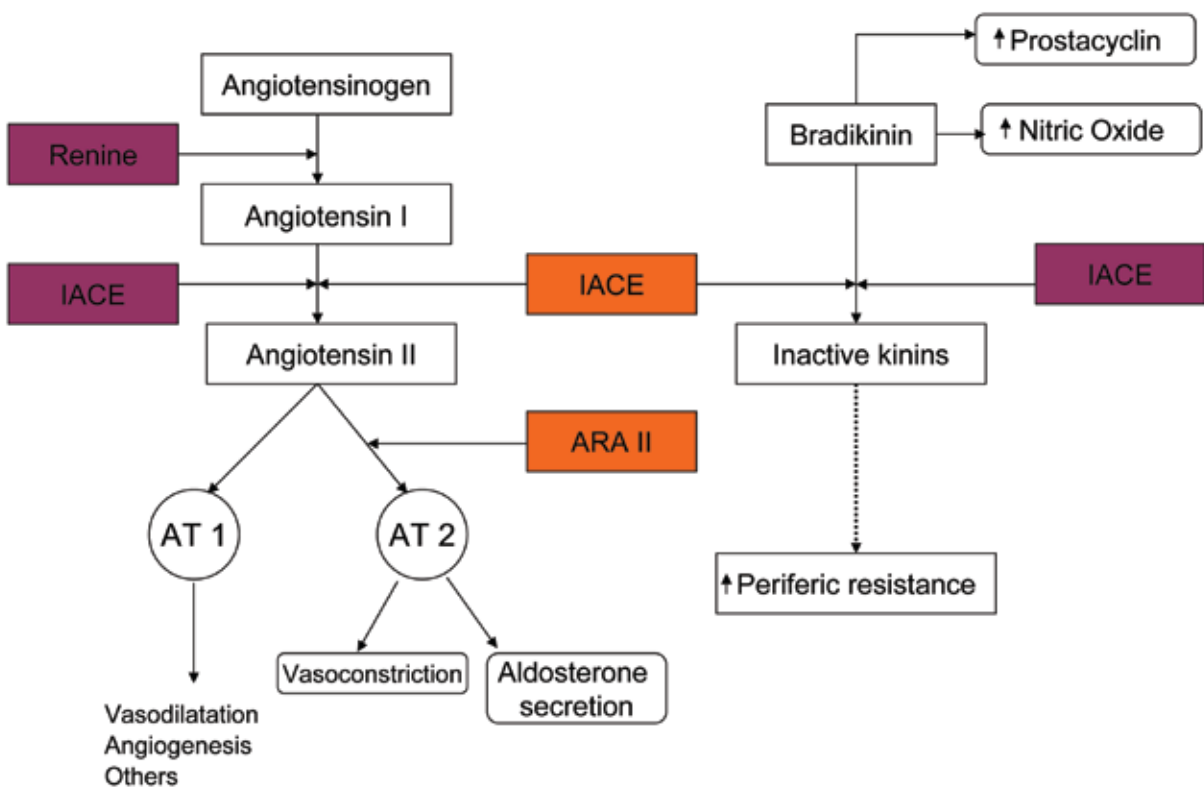 ↑Prostacyclin
Angiotensinogen
Bradikinin
↑Nitric Oxide
Renine
Angiotensin I
IACE
IACE
IACE
Angiotensin II
Inactive kinins
ARA II
AT 1
AT 2
↑Periferic resistance
Vasoconstriction
Aldosterone
secretion
Vasodilatation
Angiogenesis
Others